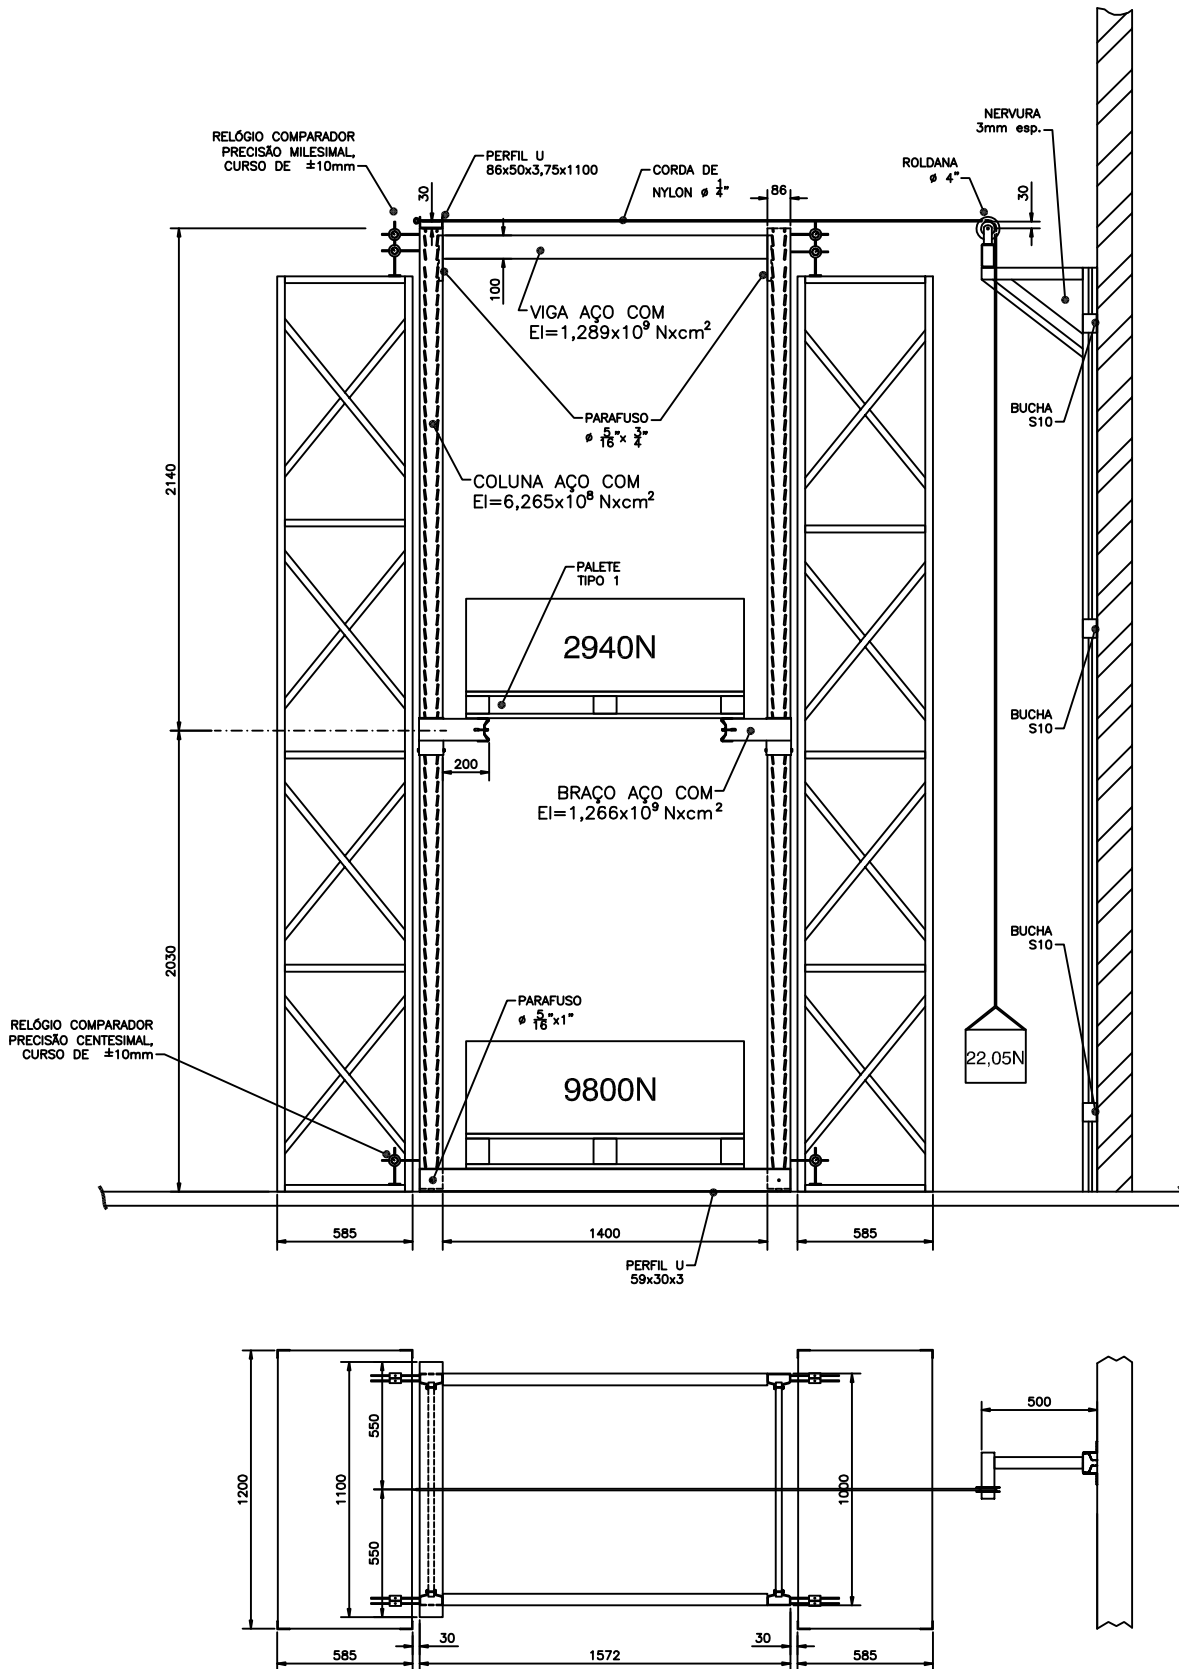 RELÓGIO COMPARADOR
PRECISÃO MILESIMAL,
CURSO DE ±10mm
30
PERFIL U
86x50x3,75x1100
CORDA DE
NYLON ø 1/4"
86
ROLDANA
ø 4"
NERVURA
3mm esp.
30
100
VIGA AÇO COM
EI=1,289x10⁹ Nxcm²
PARAFUSO
ø 5/16"x 3/4"
BUCHA
S10
2140
COLUNA AÇO COM
EI=6,265x10⁸ Nxcm²
PALETE
TIPO 1
2940N
BUCHA
S10
200
BRAÇO AÇO COM
EI=1,266x10⁹ Nxcm²
2030
BUCHA
S10
RELÓGIO COMPARADOR
PRECISÃO CENTESIMAL,
CURSO DE ±10mm
PARAFUSO
ø 5/16"x1"
9800N
22,05N
585
1400
585
PERFIL U
59x30x3
1200
1100
550
550
1000
500
30
30
585
1572
585